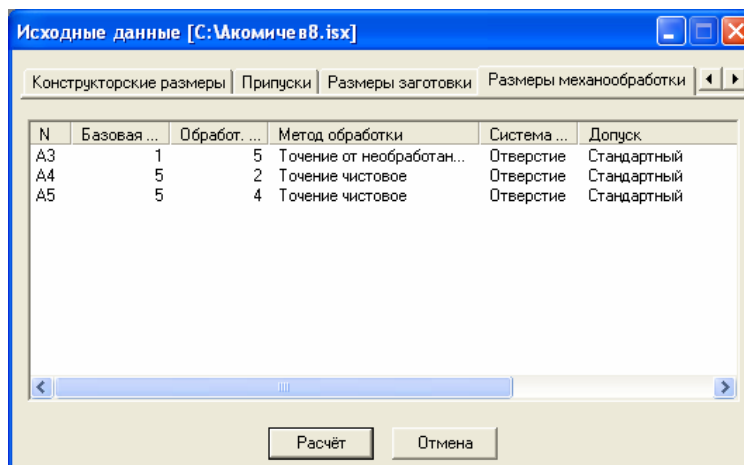 Исходные данные [C:\Акомичев8.isx]
Конструкторские размеры Припуски Размеры заготовки Размеры механообработки
N Базовая ... Обработ. ... Метод обработки Система ... Допуск
A3 1 5 Точение от необработан... Отверстие Стандартный
A4 5 2 Точение чистовое Отверстие Стандартный
A5 5 4 Точение чистовое Отверстие Стандартный
Расчёт Отмена